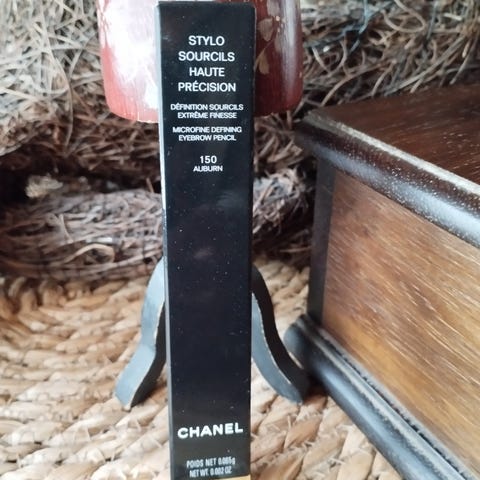 STYLO
SOURCILS
HAUTE
PRÉCISION
DÉFINITION SOURCILS
EXTRÊME FINESSE
MICROFINE DEFINING
EYEBROW PENCIL
150
AUBURN
CHANEL
POIDS NET 0.065g
NET WT. 0.002 OZ